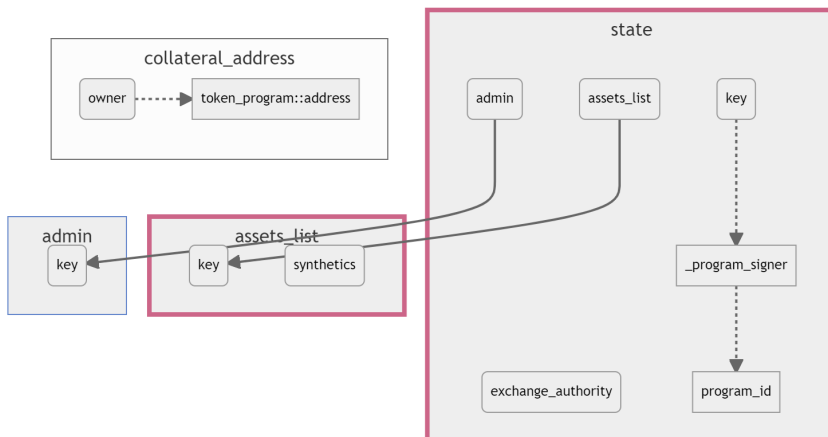 state
collateral_address
owner
token_program::address
admin
assets_list
key
admin
assets_list
key
key
synthetics
_program_signer
exchange_authority
program_id